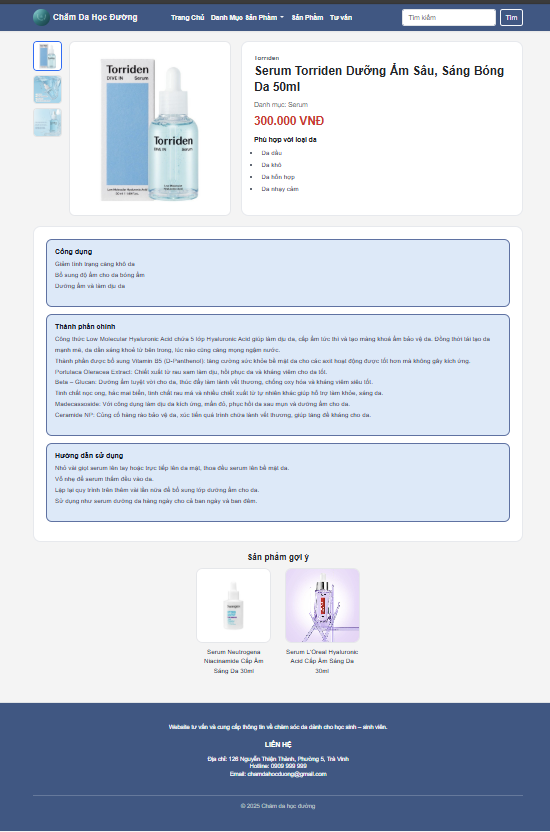 Chăm Da Học Đường
Trang Chủ Danh Mục Sản Phẩm Sản Phẩm Tư vấn
Tìm kiếm
Tìm
Torriden
DIVE IN Serum
Torriden
Serum
Torriden
Serum Torriden Dưỡng Ẩm Sâu, Sáng Bóng
Da 50ml
Danh mục: Serum
300.000 VNĐ
Phù hợp với loại da
Da dầu
Da khô
Da hỗn hợp
Da nhạy cảm
Công dụng
Giảm tình trạng căng khô da
Bổ sung độ ẩm cho da bóng ẩm
Dưỡng ẩm và làm dịu da
Thành phần chính
Công thức Low Molecular Hyaluronic Acid chứa 5 lớp Hyaluronic Acid giúp làm dịu da, cấp ẩm tức thì và tạo màng khoá ẩm bảo vệ da. Đồng thời tái tạo da
mạnh mẽ, da dần sáng khoẻ từ bên trong, lúc nào cũng căng mọng ngậm nước.
Thành phần được bổ sung Vitamin B5 (D-Panthenol): tăng cường sức khỏe bề mặt da cho các axit hoạt động được tốt hơn mà không gây kích ứng.
Portulaca Oleracea Extract: Chiết xuất từ rau sam làm dịu, hồi phục da và kháng viêm cho da tốt.
Beta – Glucan: Dưỡng ẩm tuyệt vời cho da, thúc đẩy làm lành vết thương, chống oxy hóa và kháng viêm siêu tốt.
Tinh chất nọc ong, hắc mai biển, tinh chất rau má và nhiều chiết xuất từ tự nhiên khác giúp hỗ trợ làm khỏe, sáng da.
Madecassoside: Với công dụng làm dịu da kích ứng, mẩn đỏ, phục hồi da sau mụn và dưỡng ẩm cho da.
Ceramide NP: Củng cố hàng rào bảo vệ da, xúc tiến quá trình chữa lành vết thương, giúp tăng đề kháng cho da.
Hướng dẫn sử dụng
Nhỏ vài giọt serum lên tay hoặc trực tiếp lên da mặt, thoa đều serum lên bề mặt da.
Vỗ nhẹ để serum thấm đều vào da.
Lặp lại quy trình trên thêm vài lần nữa để bổ sung lớp dưỡng ẩm cho da.
Sử dụng như serum dưỡng da hàng ngày cho cả ban ngày và ban đêm.
Sản phẩm gợi ý
Serum Neutrogena
Niacinamide Cấp Ẩm
Sáng Da 30ml
Serum L'Oreal Hyaluronic
Acid Cấp Ẩm Sáng Da
30ml
Website tư vấn và cung cấp thông tin về chăm sóc da dành cho học sinh – sinh viên.
LIÊN HỆ
Địa chỉ: 126 Nguyễn Thiện Thành, Phường 5, Trà Vinh
Hotline: 0909 999 999
Email: chamdahocduong@gmail.com
© 2025 Chăm da học đường